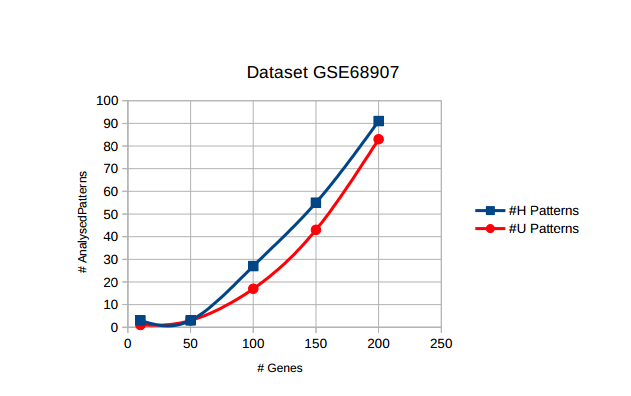 Dataset GSE68907
100
90
80
70
60
50
40
30
20
10
0
# AnalysedPatterns
0 50 100 150 200 250
# Genes
#H Patterns
#U Patterns